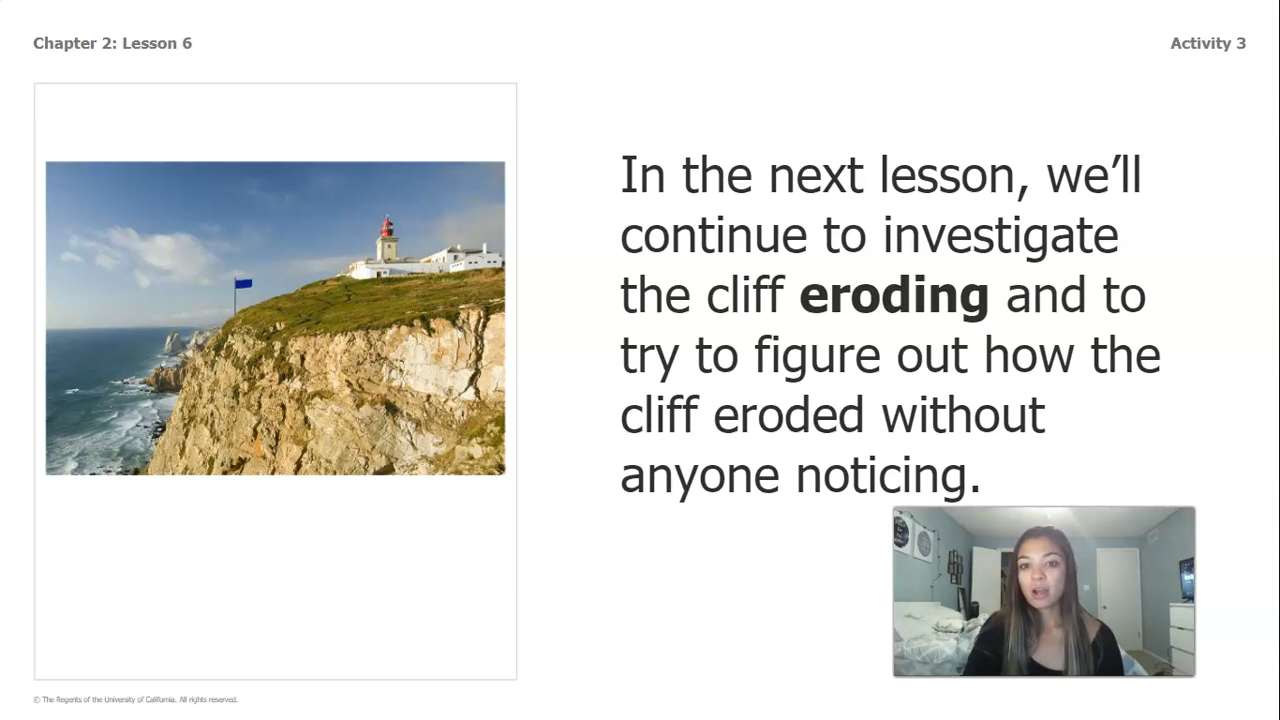 Chapter 2: Lesson 6
Activity 3
In the next lesson, we’ll
continue to investigate
the cliff eroding and to
try to figure out how the
cliff eroded without
anyone noticing.
© The Regents of the University of California. All rights reserved.